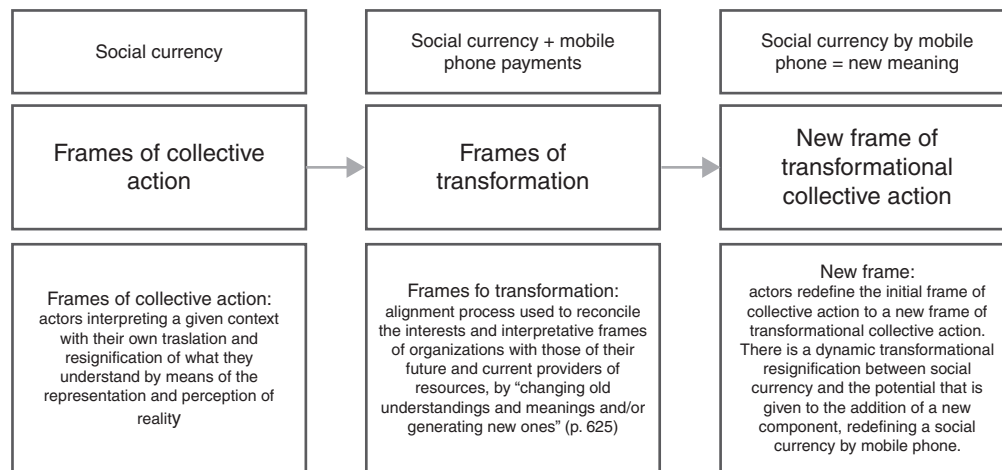 Social currency
Social currency + mobile
phone payments
Social currency by mobile
phone = new meaning
Frames of collective
action
Frames of
transformation
New frame of
transformational
collective action
Frames of collective action:
actors interpreting a given context
with their own traslation and
resignification of what they
understand by means of the
representation and perception of
reality
Frames fo transformation:
alignment process used to reconcile
the interests and interpretative frames
of organizations with those of their
future and current providers of
resources, by “changing old
understandings and meanings and/or
generating new ones” (p. 625)
New frame:
actors redefine the initial frame of
collective action to a new frame of
transformational collective action.
There is a dynamic transformational
resignification between social
currency and the potential that is
given to the addition of a new
component, redefining a social
currency by mobile phone.